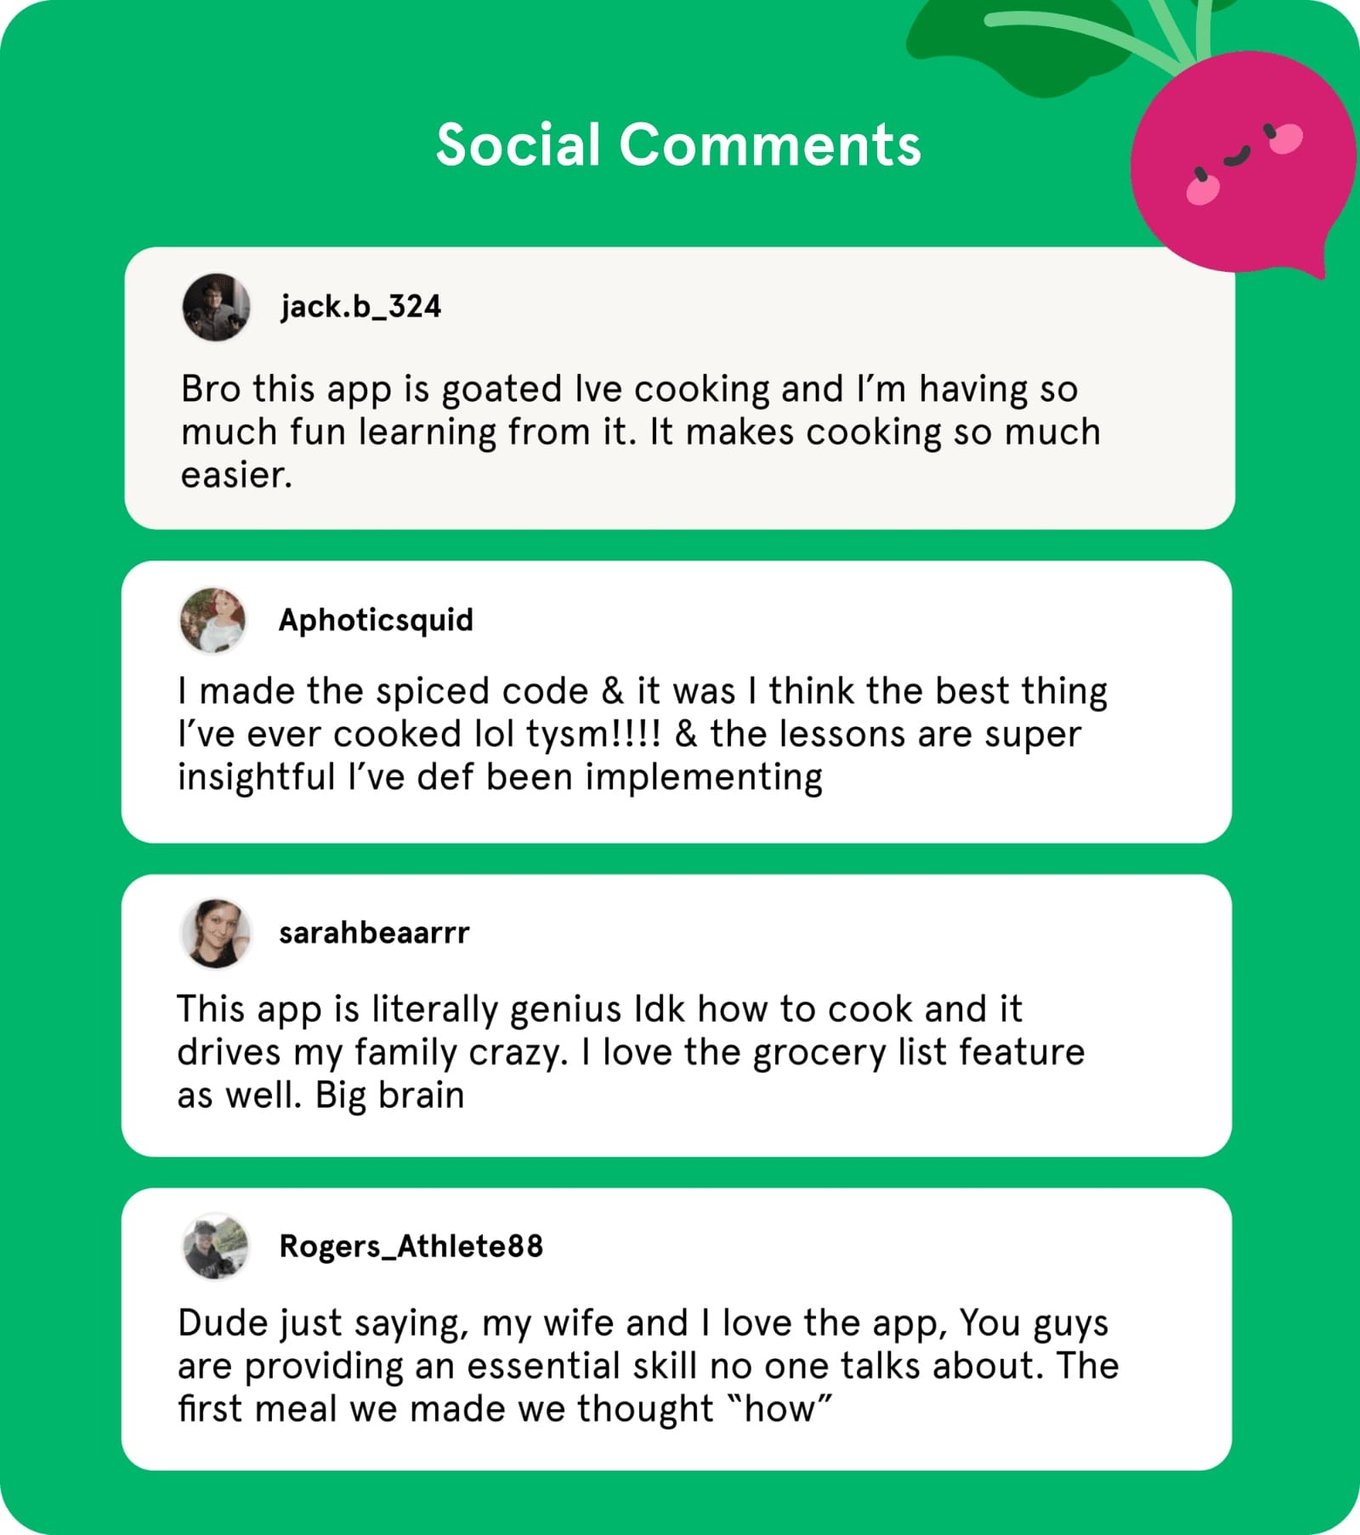 Social Comments
jack.b_324
Bro this app is goated Ive cooking and I’m having so
much fun learning from it. It makes cooking so much
easier.
Aphoticsquid
I made the spiced code & it was I think the best thing
I’ve ever cooked lol tysm!!!! & the lessons are super
insightful I’ve def been implementing
sarahbeaarrr
This app is literally genius Idk how to cook and it
drives my family crazy. I love the grocery list feature
as well. Big brain
Rogers_Athlete88
Dude just saying, my wife and I love the app, You guys
are providing an essential skill no one talks about. The
first meal we made we thought “how”